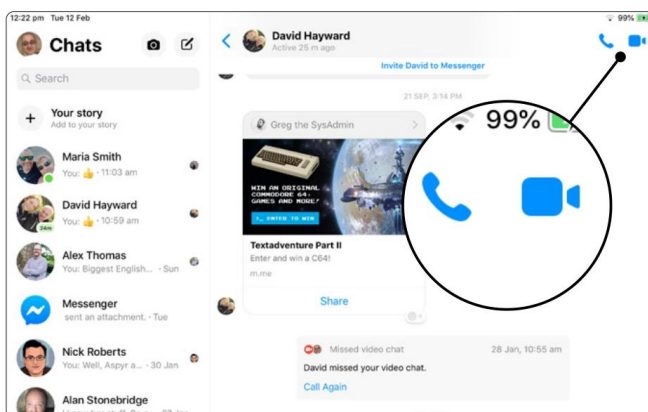 12:22 pm Tue 12 Feb
99%
Chats
Search
Your story
Add to your story
Maria Smith
You: 👍 · 11:03 am
David Hayward
You: 👍 · 10:59 am
24m
Alex Thomas
You: Biggest English... · Sun
Messenger
sent an attachment. · Tue
Nick Roberts
You: Well, Aspyr a... · 30 Jan
Alan Stonebridge
David Hayward
Active 25 m ago
Invite David to Messenger
21 SEP, 3:14 PM
Greg the SysAdmin
WIN AN ORIGINAL
COMMODORE 64,
GAMES AND MORE!
>_ ENTER TO WIN
Textadventure Part II
Enter and win a C64!
m.me
Share
Missed video chat
28 Jan, 10:55 am
David missed your video chat.
Call Again
99%